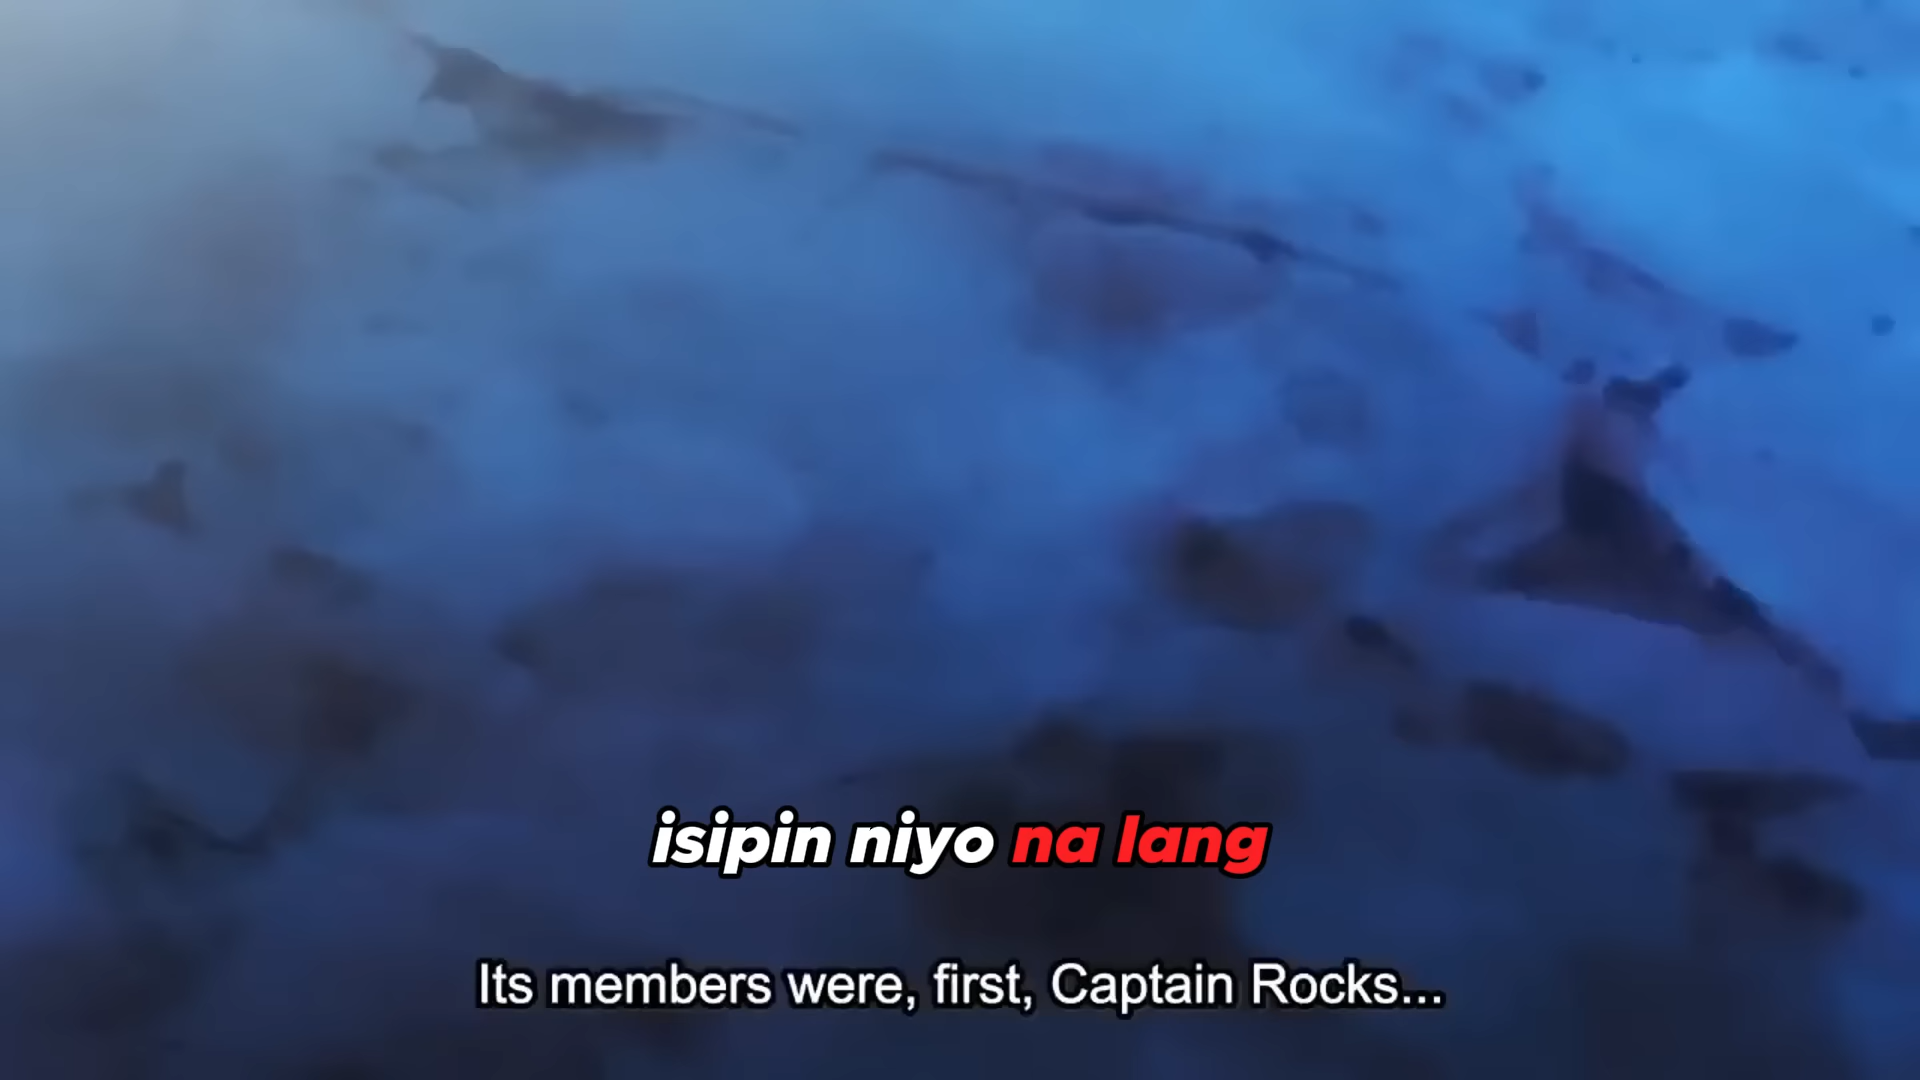 isipin niyo na lang
Its members were, first, Captain Rocks...